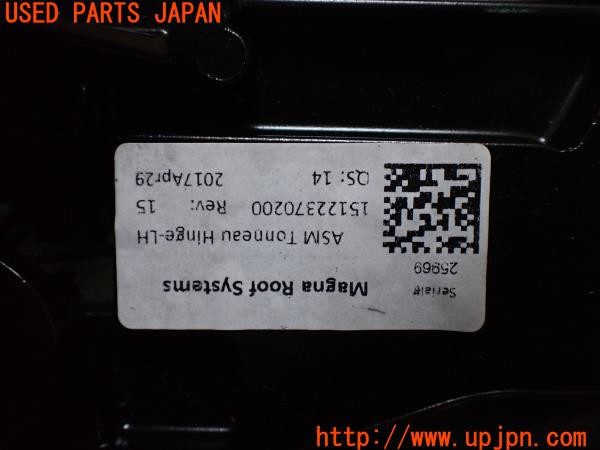 USED PARTS JAPAN
Magna Roof Systems
Serial#
25969
ASM Tonneau Hinge-LH
151222370200 Rev: 15
QS: 14 2017Apr29
http://www.upjpn.com